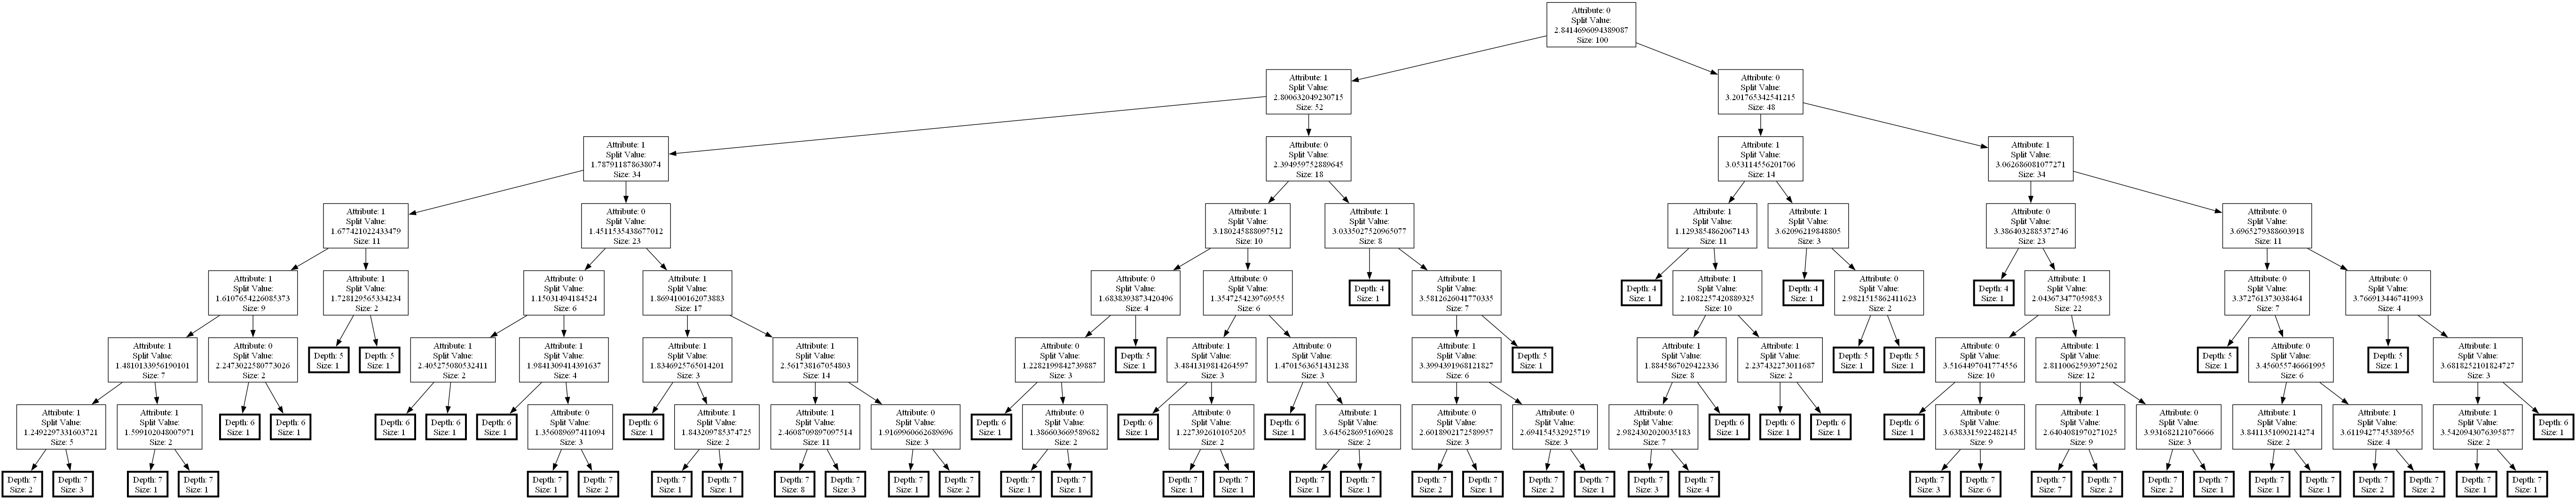 Attribute: 0
Split Value:
2.8414696094389087
Size: 100
Attribute: 1
Split Value:
2.800632049230715
Size: 52
Attribute: 0
Split Value:
3.201765342541215
Size: 48
Attribute: 1
Split Value:
1.787911878638074
Size: 34
Attribute: 0
Split Value:
2.394959752889645
Size: 18
Attribute: 1
Split Value:
3.053114556201706
Size: 14
Attribute: 1
Split Value:
3.062686081077271
Size: 34
Attribute: 1
Split Value:
1.677421022433479
Size: 11
Attribute: 0
Split Value:
1.4511535438677012
Size: 23
Attribute: 1
Split Value:
3.180245888097512
Size: 10
Attribute: 1
Split Value:
3.0335027520965077
Size: 8
Attribute: 1
Split Value:
1.1293854862067143
Size: 11
Attribute: 1
Split Value:
3.62096219848805
Size: 3
Attribute: 0
Split Value:
3.3864032885372746
Size: 23
Attribute: 0
Split Value:
3.6965279388603918
Size: 11
Attribute: 1
Split Value:
1.6107654226085373
Size: 9
Attribute: 1
Split Value:
1.728129565334234
Size: 2
Attribute: 0
Split Value:
1.15031494184524
Size: 6
Attribute: 1
Split Value:
1.8694100162073883
Size: 17
Attribute: 0
Split Value:
1.6838393873420496
Size: 4
Attribute: 0
Split Value:
1.3547254239769555
Size: 6
Depth: 4
Size: 1
Attribute: 1
Split Value:
3.5812626041770335
Size: 7
Depth: 4
Size: 1
Attribute: 1
Split Value:
2.1082257420889325
Size: 10
Depth: 4
Size: 1
Attribute: 0
Split Value:
2.9821515862411623
Size: 2
Depth: 4
Size: 1
Attribute: 1
Split Value:
2.043673477059853
Size: 22
Attribute: 0
Split Value:
3.372761373038464
Size: 7
Attribute: 0
Split Value:
3.766913446741993
Size: 4
Attribute: 1
Split Value:
1.4810133956190101
Size: 7
Attribute: 0
Split Value:
2.2473022580773026
Size: 2
Depth: 5
Size: 1
Depth: 5
Size: 1
Attribute: 1
Split Value:
2.405275080532411
Size: 2
Attribute: 1
Split Value:
1.9841309414391637
Size: 4
Attribute: 1
Split Value:
1.8346925765014201
Size: 3
Attribute: 1
Split Value:
2.561738167054803
Size: 14
Attribute: 0
Split Value:
1.2282199842739887
Size: 3
Depth: 5
Size: 1
Attribute: 1
Split Value:
3.4841319814264597
Size: 3
Attribute: 0
Split Value:
1.4701563651431238
Size: 3
Attribute: 1
Split Value:
3.3994391968121827
Size: 6
Depth: 5
Size: 1
Attribute: 1
Split Value:
1.8845867029422336
Size: 8
Attribute: 1
Split Value:
2.237432273011687
Size: 2
Depth: 5
Size: 1
Depth: 5
Size: 1
Attribute: 0
Split Value:
3.5164497041774556
Size: 10
Attribute: 1
Split Value:
2.8110062593972502
Size: 12
Depth: 5
Size: 1
Attribute: 0
Split Value:
3.456055746661995
Size: 6
Depth: 5
Size: 1
Attribute: 1
Split Value:
3.6818252101824727
Size: 3
Attribute: 1
Split Value:
1.2492297331603721
Size: 5
Attribute: 1
Split Value:
1.599102048007971
Size: 2
Depth: 6
Size: 1
Depth: 6
Size: 1
Depth: 6
Size: 1
Depth: 6
Size: 1
Depth: 6
Size: 1
Attribute: 0
Split Value:
1.356089697411094
Size: 3
Depth: 6
Size: 1
Attribute: 1
Split Value:
1.843209785374725
Size: 2
Attribute: 1
Split Value:
2.4608709897097514
Size: 11
Attribute: 0
Split Value:
1.9169960662689696
Size: 3
Depth: 6
Size: 1
Attribute: 0
Split Value:
1.386603669589682
Size: 2
Depth: 6
Size: 1
Attribute: 0
Split Value:
1.227392610105205
Size: 2
Depth: 6
Size: 1
Attribute: 1
Split Value:
3.645628695169028
Size: 2
Attribute: 0
Split Value:
2.6018902172589957
Size: 3
Attribute: 0
Split Value:
2.694154532925719
Size: 3
Attribute: 0
Split Value:
2.9824302020035183
Size: 7
Depth: 6
Size: 1
Depth: 6
Size: 1
Depth: 6
Size: 1
Depth: 6
Size: 1
Attribute: 0
Split Value:
3.6383315922482145
Size: 9
Attribute: 1
Split Value:
2.6404081970271025
Size: 9
Attribute: 0
Split Value:
3.931682121076666
Size: 3
Attribute: 1
Split Value:
3.8411351090214274
Size: 2
Attribute: 1
Split Value:
3.6119427745389565
Size: 4
Attribute: 1
Split Value:
3.5420943076395877
Size: 2
Depth: 6
Size: 1
Depth: 7
Size: 2
Depth: 7
Size: 3
Depth: 7
Size: 1
Depth: 7
Size: 1
Depth: 7
Size: 1
Depth: 7
Size: 2
Depth: 7
Size: 1
Depth: 7
Size: 1
Depth: 7
Size: 8
Depth: 7
Size: 3
Depth: 7
Size: 1
Depth: 7
Size: 2
Depth: 7
Size: 1
Depth: 7
Size: 1
Depth: 7
Size: 1
Depth: 7
Size: 1
Depth: 7
Size: 1
Depth: 7
Size: 1
Depth: 7
Size: 2
Depth: 7
Size: 1
Depth: 7
Size: 2
Depth: 7
Size: 1
Depth: 7
Size: 3
Depth: 7
Size: 4
Depth: 7
Size: 3
Depth: 7
Size: 6
Depth: 7
Size: 7
Depth: 7
Size: 2
Depth: 7
Size: 2
Depth: 7
Size: 1
Depth: 7
Size: 1
Depth: 7
Size: 1
Depth: 7
Size: 2
Depth: 7
Size: 2
Depth: 7
Size: 1
Depth: 7
Size: 1